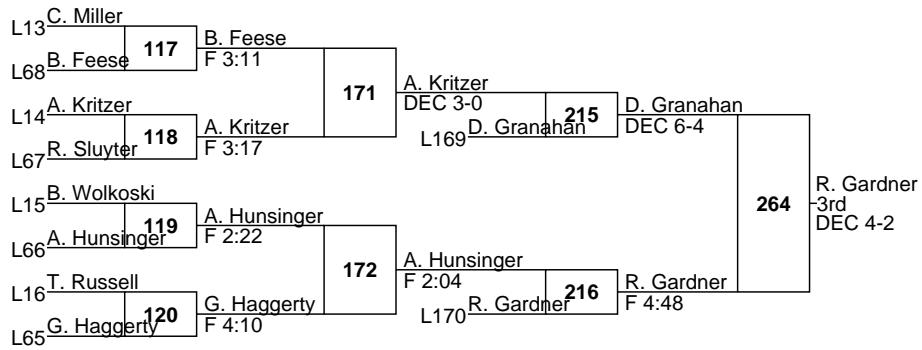 C. Miller
L13
117
B. Feese
F 3:11
B. Feese
L68
171
A. Kritzer
DEC 3-0
A. Kritzer
L14
118
A. Kritzer
F 3:17
R. Sluyter
L67
215
D. Granahan
DEC 6-4
D. Granahan
L169
B. Wolkoski
L15
119
A. Hunsinger
F 2:22
A. Hunsinger
L66
264
R. Gardner
3rd
DEC 4-2
172
A. Hunsinger
F 2:04
T. Russell
L16
120
G. Haggerty
F 4:10
G. Haggerty
L65
216
R. Gardner
F 4:48
R. Gardner
L170